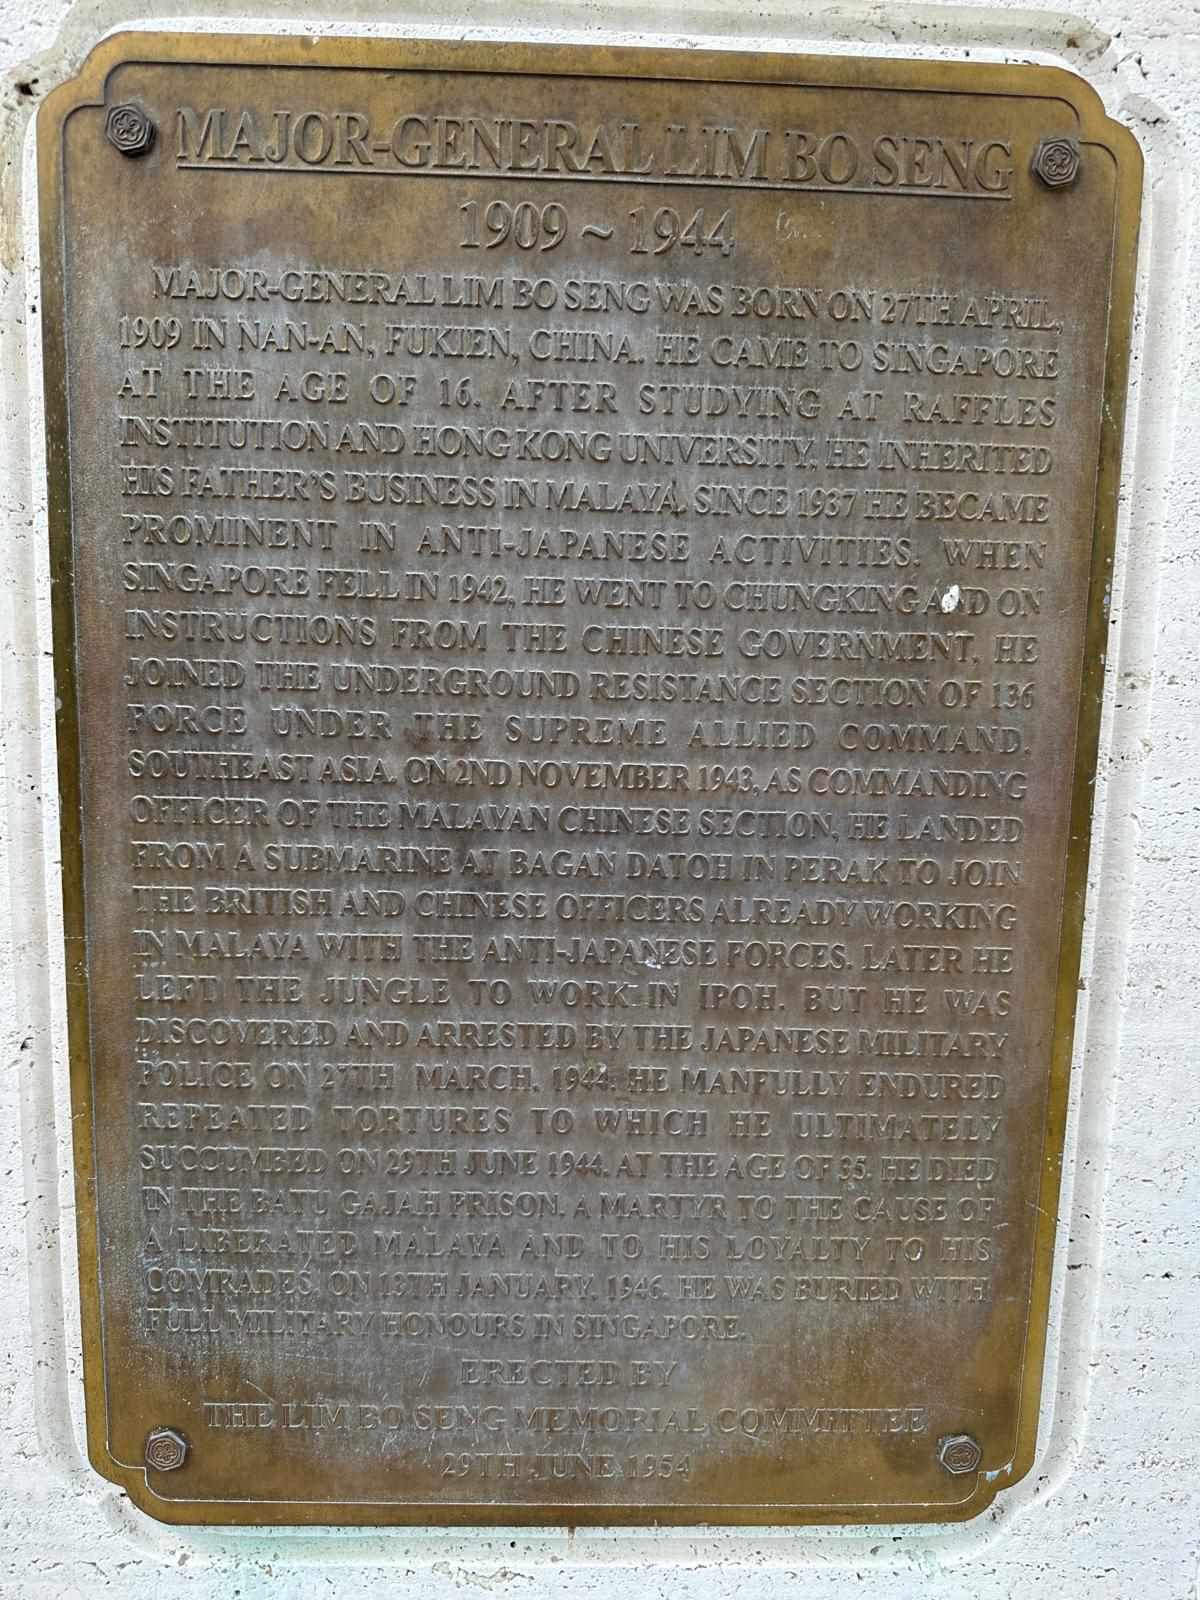 MAJOR-GENERAL LIM BO SENG
1909 ~ 1944
MAJOR-GENERAL LIM BO SENG WAS BORN ON 27TH APRIL,
1909 IN NAN-AN, FUKIEN, CHINA. HE CAME TO SINGAPORE
AT THE AGE OF 16. AFTER STUDYING AT RAFFLES
INSTITUTION AND HONG KONG UNIVERSITY, HE INHERITED
HIS FATHER'S BUSINESS IN MALAYA. SINCE 1937 HE BECAME
PROMINENT IN ANTI-JAPANESE ACTIVITIES. WHEN
SINGAPORE FELL IN 1942, HE WENT TO CHUNGKING AND ON
INSTRUCTIONS FROM THE CHINESE GOVERNMENT, HE
JOINED THE UNDERGROUND RESISTANCE SECTION OF 136
FORCE UNDER THE SUPREME ALLIED COMMAND,
SOUTHEAST ASIA. ON 2ND NOVEMBER 1943, AS COMMANDING
OFFICER OF THE MALAYAN CHINESE SECTION, HE LANDED
FROM A SUBMARINE AT BAGAN DATOH IN PERAK TO JOIN
THE BRITISH AND CHINESE OFFICERS ALREADY WORKING
IN MALAYA WITH THE ANTI-JAPANESE FORCES. LATER HE
LEFT THE JUNGLE TO WORK IN IPOH. BUT HE WAS
DISCOVERED AND ARRESTED BY THE JAPANESE MILITARY
POLICE ON 27TH MARCH, 1944. HE MANFULLY ENDURED
REPEATED TORTURES TO WHICH HE ULTIMATELY
SUCCUMBED ON 29TH JUNE 1944, AT THE AGE OF 35. HE DIED
IN THE BATU GAJAH PRISON, A MARTYR TO THE CAUSE OF
A LIBERATED MALAYA AND TO HIS LOYALTY TO HIS
COMRADES. ON 13TH JANUARY, 1946, HE WAS BURIED WITH
FULL MILITARY HONOURS IN SINGAPORE.
ERECTED BY
THE LIM BO SENG MEMORIAL COMMITTEE
29TH JUNE 1954